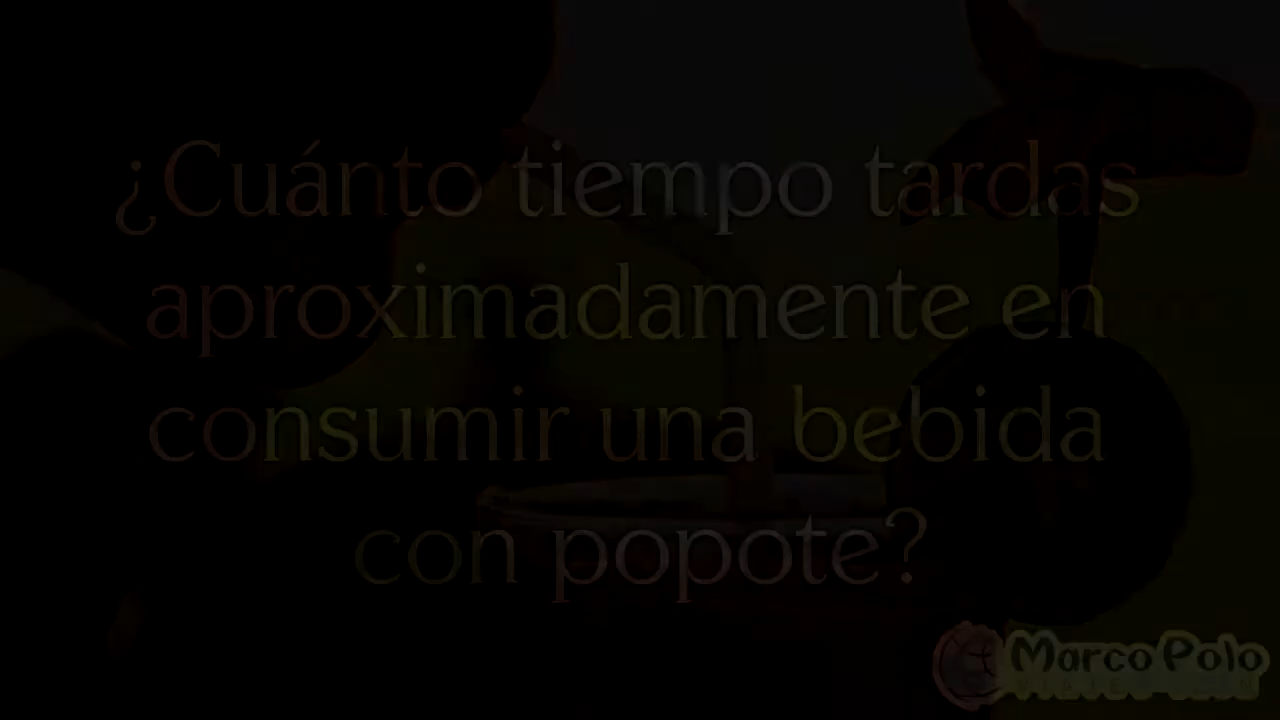 ¿Cuánto tiempo tardas
aproximadamente en
consumir una bebida
con popote?
Marco Polo